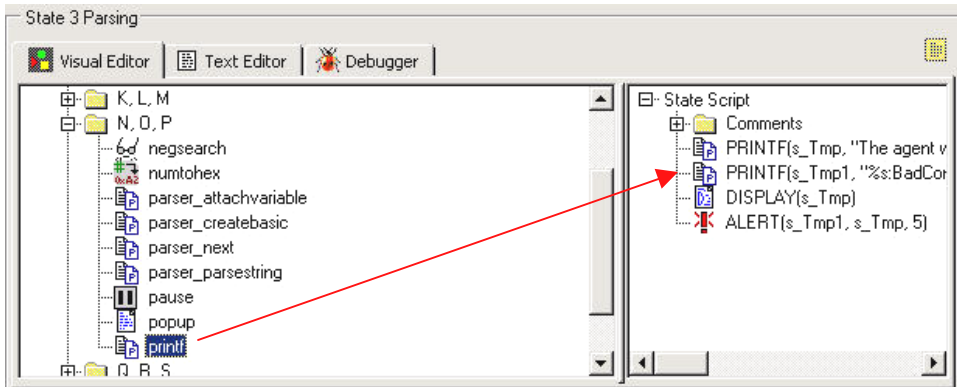 State 3 Parsing
Visual Editor
Text Editor
Debugger
K, L, M
N, O, P
negsearch
numtohex
parser_attachvariable
parser_createbasic
parser_next
parser_parsestring
pause
popup
printf
Q, R, S
State Script
Comments
PRINTF(s_Tmp, "The agent w
PRINTF(s_Tmp1, "%s:BadCor
DISPLAY(s_Tmp)
ALERT(s_Tmp1, s_Tmp, 5)